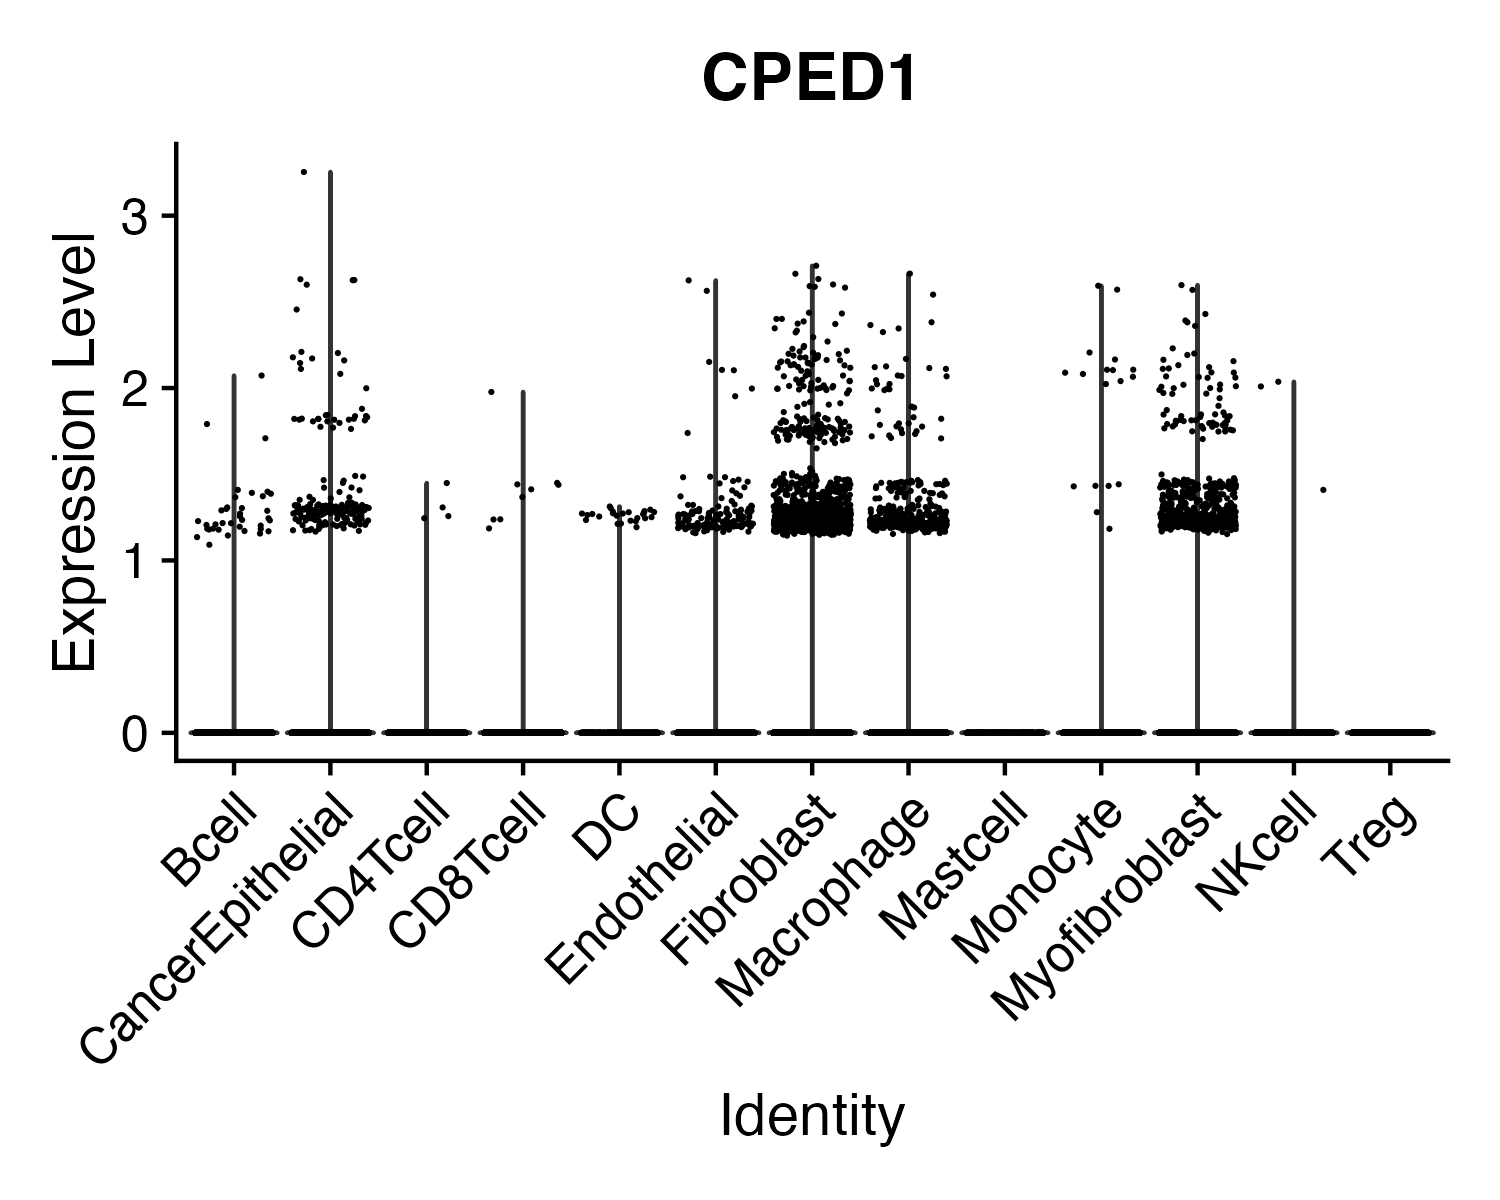 CPED1
Expression Level
3
2
1
0
Bcell
CancerEpithelial
CD4Tcell
CD8Tcell
DC
Endothelial
Fibroblast
Macrophage
Mastcell
Monocyte
Myofibroblast
NKcell
Treg
Identity